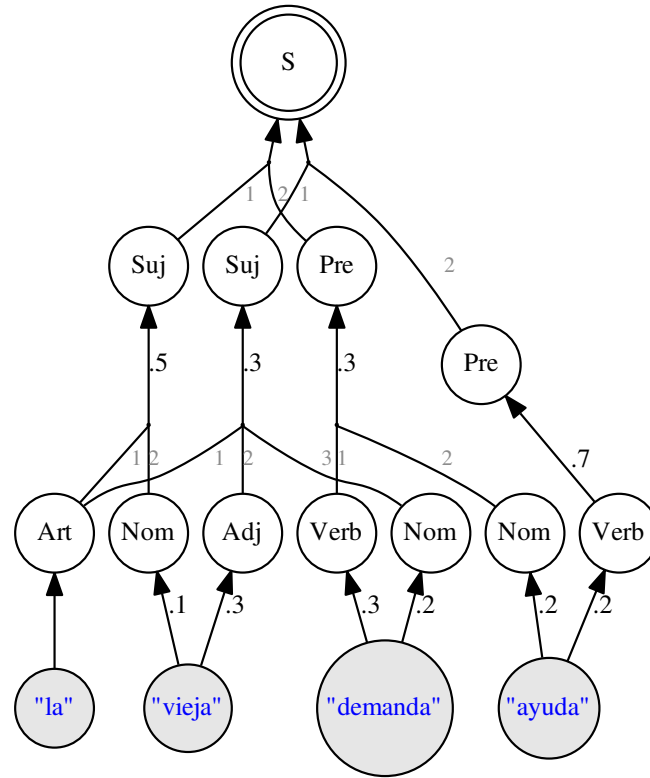 S
1 2 1
2
Suj Suj Pre
Pre
.5 .3 .3
.7
1 2 1 2 3 1 2
Art Nom Adj Verb Nom Nom Verb
.1 .3 .3 .2 .2 .2
"la" "vieja" "demanda" "ayuda"